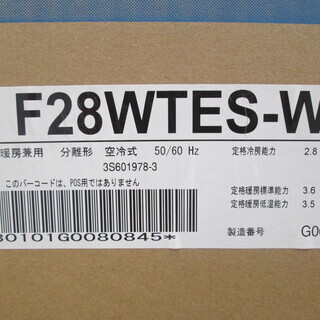 F28WTES-W
暖房兼用 分離形 空冷式 50/60 Hz
3S601978-3
このバーコードは、POS用ではありません
定格冷房能力 2.8
定格暖房標準能力 3.6
定格暖房低温能力 3.5
0101G0080845*
製造番号 G0